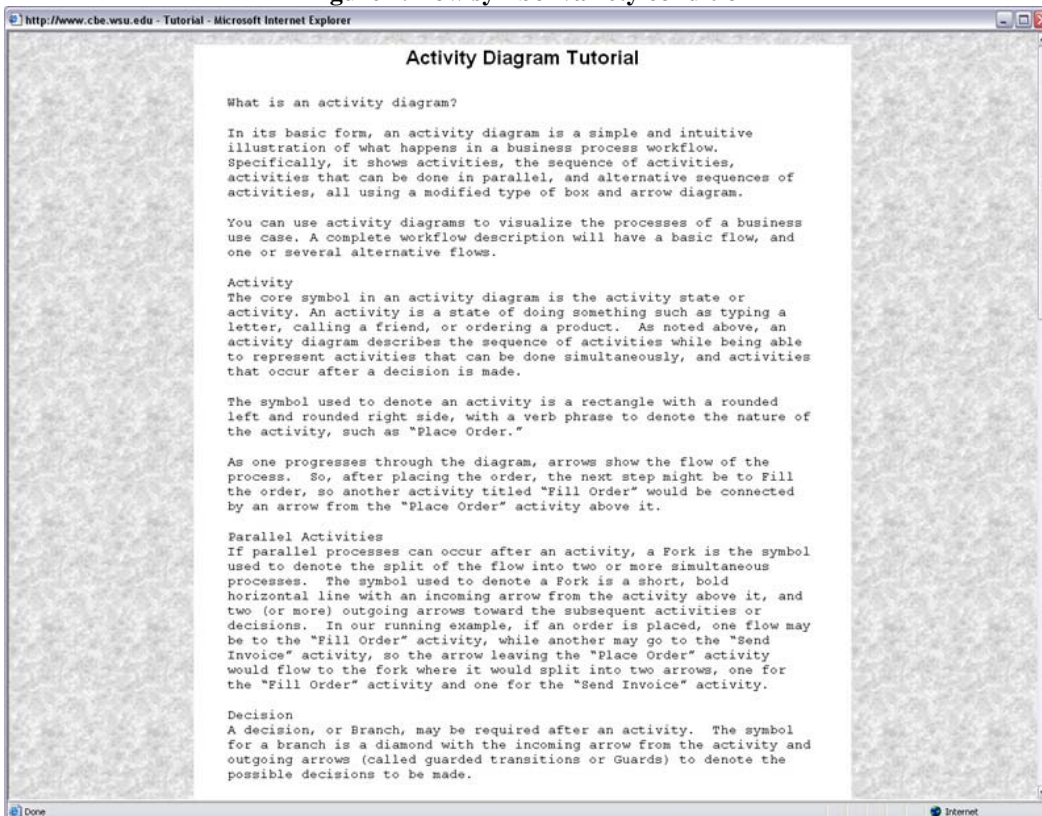 http://www.cbe.wsu.edu - Tutorial - Microsoft Internet Explorer
Activity Diagram Tutorial
What is an activity diagram?
In its basic form, an activity diagram is a simple and intuitive
illustration of what happens in a business process workflow.
Specifically, it shows activities, the sequence of activities,
activities that can be done in parallel, and alternative sequences of
activities, all using a modified type of box and arrow diagram.
You can use activity diagrams to visualize the processes of a business
use case. A complete workflow description will have a basic flow, and
one or several alternative flows.
Activity
The core symbol in an activity diagram is the activity state or
activity. An activity is a state of doing something such as typing a
letter, calling a friend, or ordering a product.  As noted above, an
activity diagram describes the sequence of activities while being able
to represent activities that can be done simultaneously, and activities
that occur after a decision is made.
The symbol used to denote an activity is a rectangle with a rounded
left and rounded right side, with a verb phrase to denote the nature of
the activity, such as “Place Order.”
As one progresses through the diagram, arrows show the flow of the
process.  So, after placing the order, the next step might be to Fill
the order, so another activity titled “Fill Order” would be connected
by an arrow from the “Place Order” activity above it.
Parallel Activities
If parallel processes can occur after an activity, a Fork is the symbol
used to denote the split of the flow into two or more simultaneous
processes.  The symbol used to denote a Fork is a short, bold
horizontal line with an incoming arrow from the activity above it, and
two (or more) outgoing arrows toward the subsequent activities or
decisions.  In our running example, if an order is placed, one flow may
be to the “Fill Order” activity, while another may go to the “Send
Invoice” activity, so the arrow leaving the “Place Order” activity
would flow to the fork where it would split into two arrows, one for
the “Fill Order” activity and one for the “Send Invoice” activity.
Decision
A decision, or Branch, may be required after an activity.  The symbol
for a branch is a diamond with the incoming arrow from the activity and
outgoing arrows (called guarded transitions or Guards) to denote the
possible decisions to be made.
Done
Internet